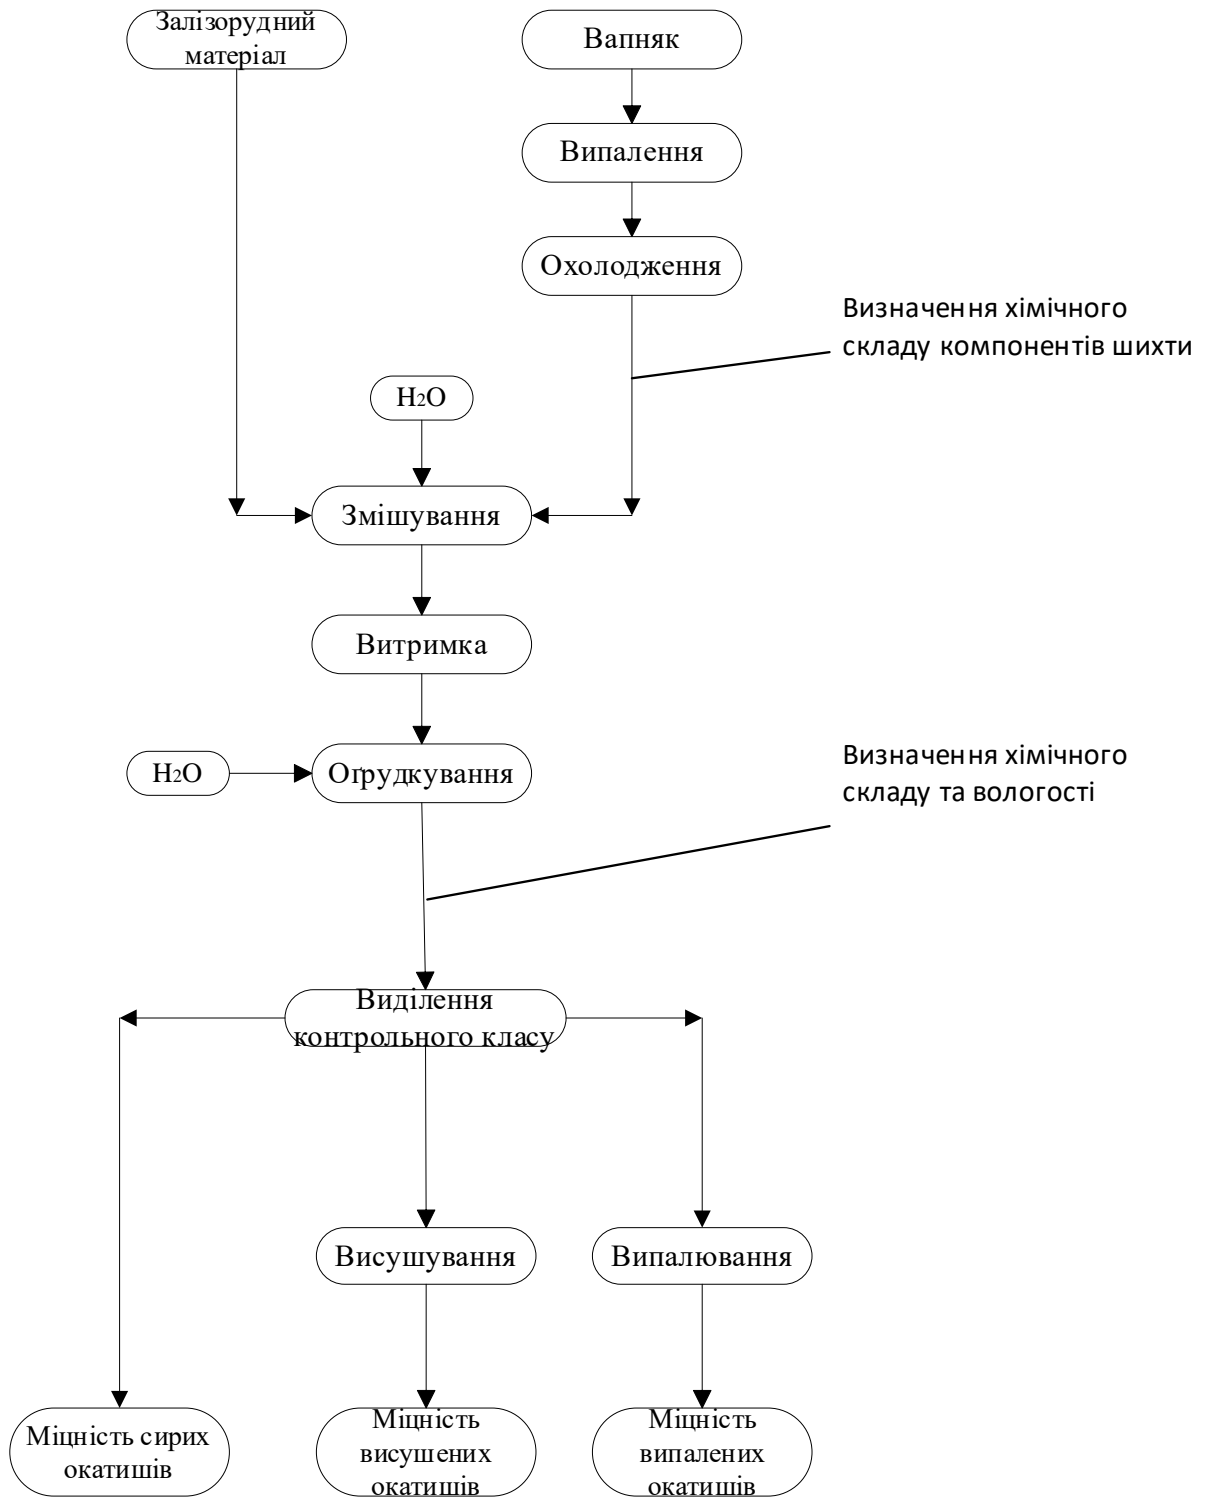 Залізорудний
матеріал
Вапняк
Випалення
Охолодження
Визначення хімічного
складу компонентів шихти
H2O
Змішування
Витримка
H2O
Оґрудкування
Визначення хімічного
складу та вологості
Виділення
контрольного класу
Висушування
Випалювання
Міцність сирих
окатишів
Міцність
висушених
окатишів
Міцність
випалених
окатишів